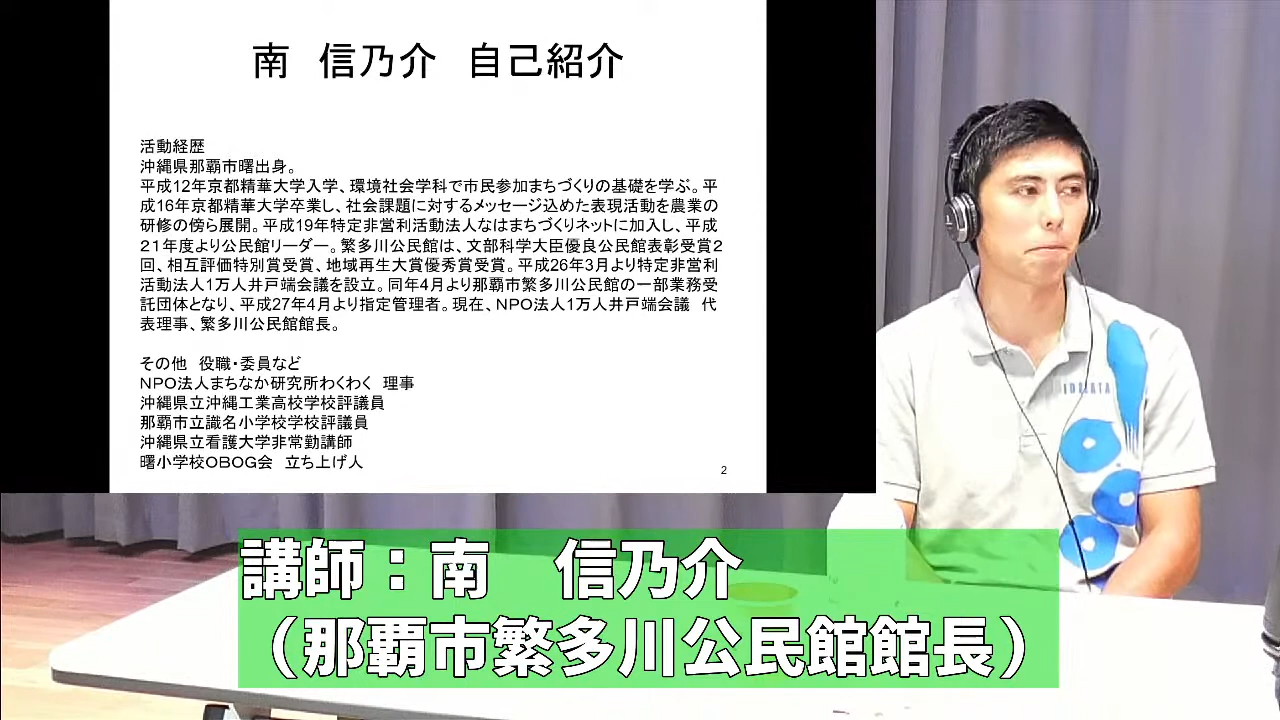 南　信乃介　自己紹介
活動経歴
沖縄県那覇市曙出身。
平成12年京都精華大学入学、環境社会学科で市民参加まちづくりの基礎を学ぶ。平
成16年京都精華大学卒業し、社会課題に対するメッセージ込めた表現活動を農業の
研修の傍ら展開。平成19年特定非営利活動法人なはまちづくりネットに加入し、平成
２１年度より公民館リーダー。繁多川公民館は、文部科学大臣優良公民館表彰受賞２
回、相互評価特別賞受賞、地域再生大賞優秀賞受賞。平成26年3月より特定非営利
活動法人1万人井戸端会議を設立。同年4月より那覇市繁多川公民館の一部業務受
託団体となり、平成27年4月より指定管理者。現在、NPO法人1万人井戸端会議　代
表理事、繁多川公民館館長。
その他　役職・委員など
NPO法人まちなか研究所わくわく　理事
沖縄県立沖縄工業高校学校評議員
那覇市立識名小学校学校評議員
沖縄県立看護大学非常勤講師
曙小学校OBOG会　立ち上げ人
2
講師：南　信乃介
（那覇市繁多川公民館館長）